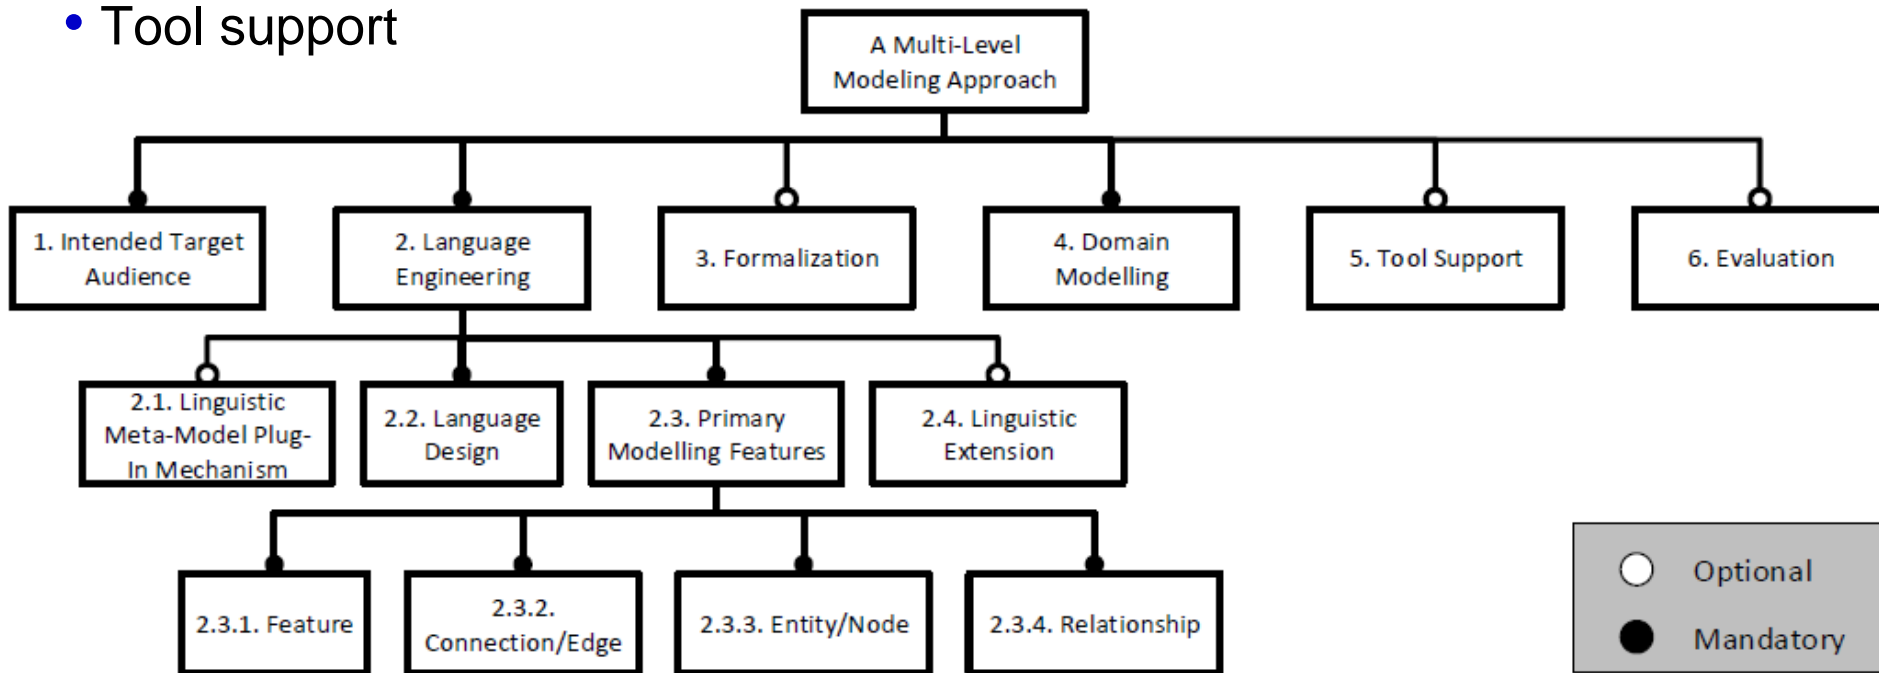 • Tool support
A Multi-Level
Modeling Approach
1. Intended Target
Audience
2. Language
Engineering
3. Formalization
4. Domain
Modelling
5. Tool Support
6. Evaluation
2.1. Linguistic
Meta-Model Plug-
In Mechanism
2.2. Language
Design
2.3. Primary
Modelling Features
2.4. Linguistic
Extension
2.3.1. Feature
2.3.2.
Connection/Edge
2.3.3. Entity/Node
2.3.4. Relationship
Optional
Mandatory